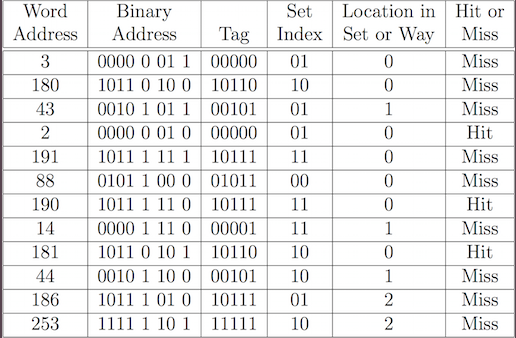 Word Address | Binary Address | Tag | Set Index | Location in Set or Way | Hit or Miss
3 | 0000 0 01 1 | 00000 | 01 | 0 | Miss
180 | 1011 0 10 0 | 10110 | 10 | 0 | Miss
43 | 0010 1 01 1 | 00101 | 01 | 1 | Miss
2 | 0000 0 01 0 | 00000 | 01 | 0 | Hit
191 | 1011 1 11 1 | 10111 | 11 | 0 | Miss
88 | 0101 1 00 0 | 01011 | 00 | 0 | Miss
190 | 1011 1 11 0 | 10111 | 11 | 0 | Hit
14 | 0000 1 11 0 | 00001 | 11 | 1 | Miss
181 | 1011 0 10 1 | 10110 | 10 | 0 | Hit
44 | 0010 1 10 0 | 00101 | 10 | 1 | Miss
186 | 1011 1 01 0 | 10111 | 01 | 2 | Miss
253 | 1111 1 10 1 | 11111 | 10 | 2 | Miss